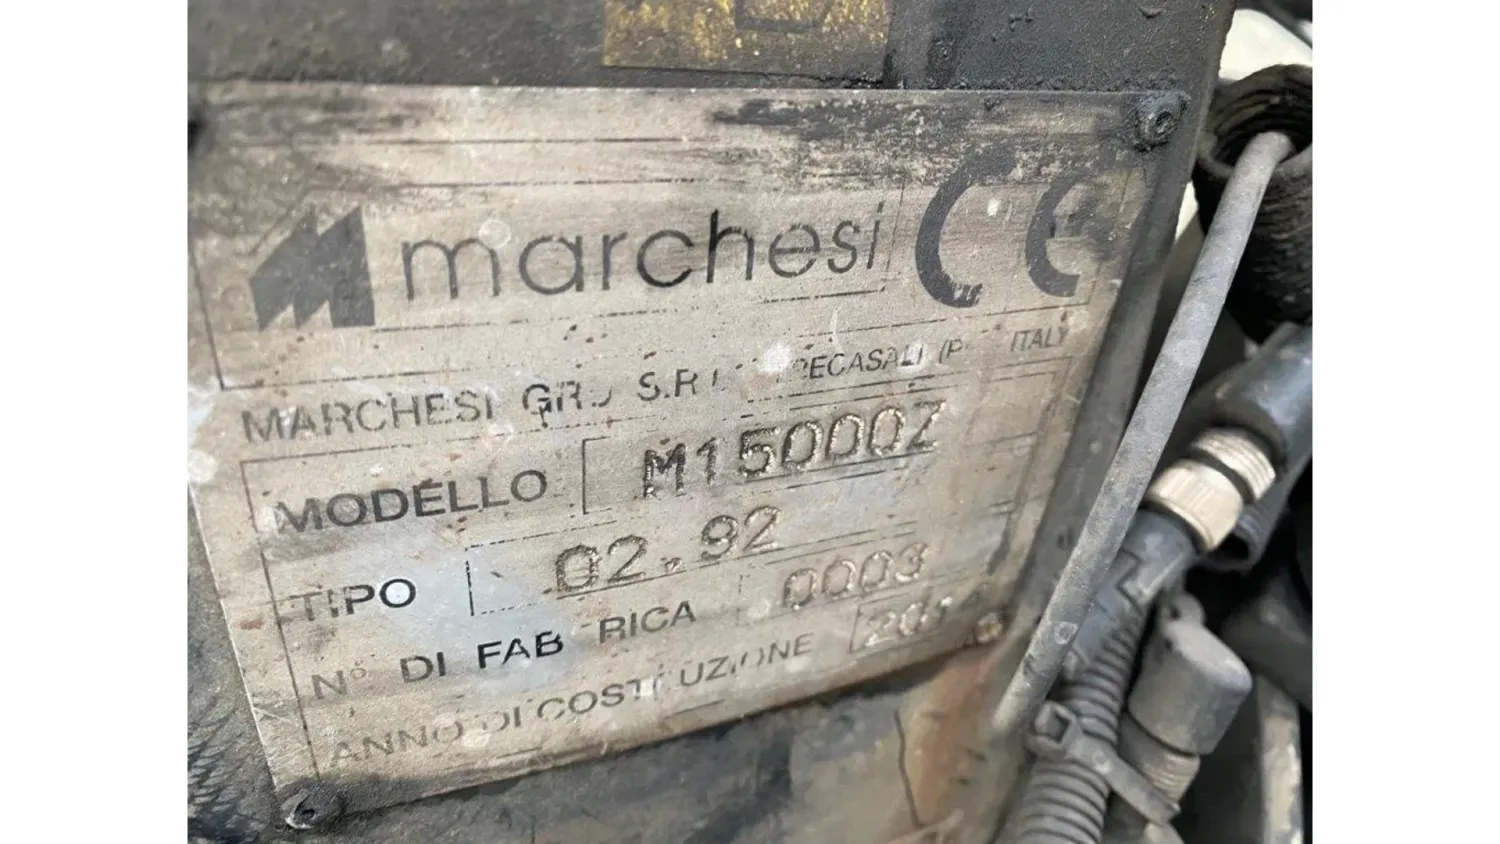 marchesi CE
MARCHESI GRU S.R.L. ITALY
MODELLO M15000Z
TIPO 02.92
N° DI FABBRICA 0003
ANNO DI COSTRUZIONE